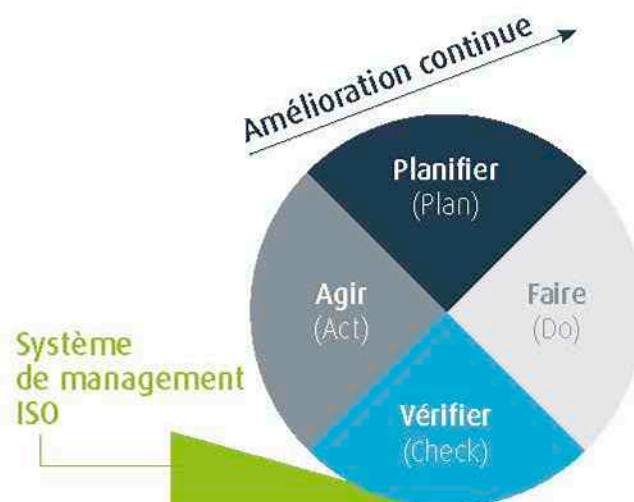 Amélioration continue
Planifier
(Plan)
Agir
(Act)
Faire
(Do)
Système
de management
ISO
Vérifier
(Check)